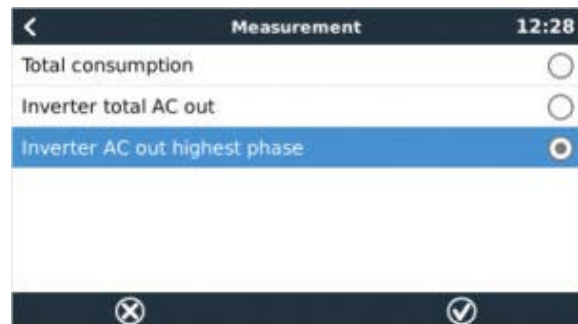 Measurement 12:28
Total consumption
Inverter total AC out
Inverter AC out highest phase